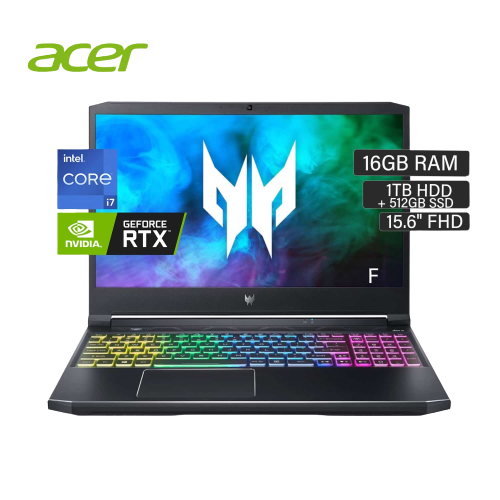 acer
intel
CORE
i7
NVIDIA.
GEFORCE
RTX
16GB RAM
1TB HDD
+ 512GB SSD
15.6" FHD
F